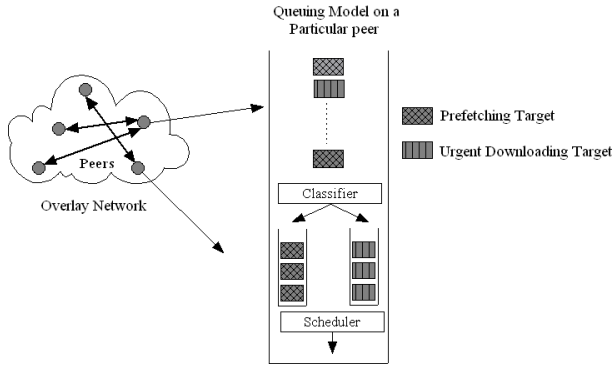 Queuing Model on a
Particular peer
Prefetching Target
Urgent Downloading Target
Peers
Overlay Network
Classifier
Scheduler